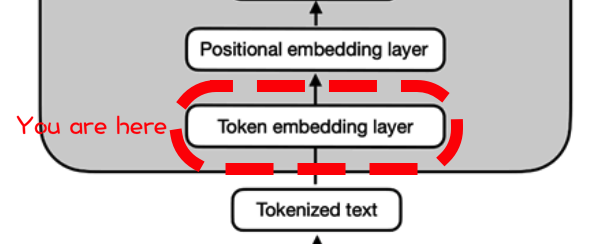 Positional embedding layer
You are here
Token embedding layer
Tokenized text